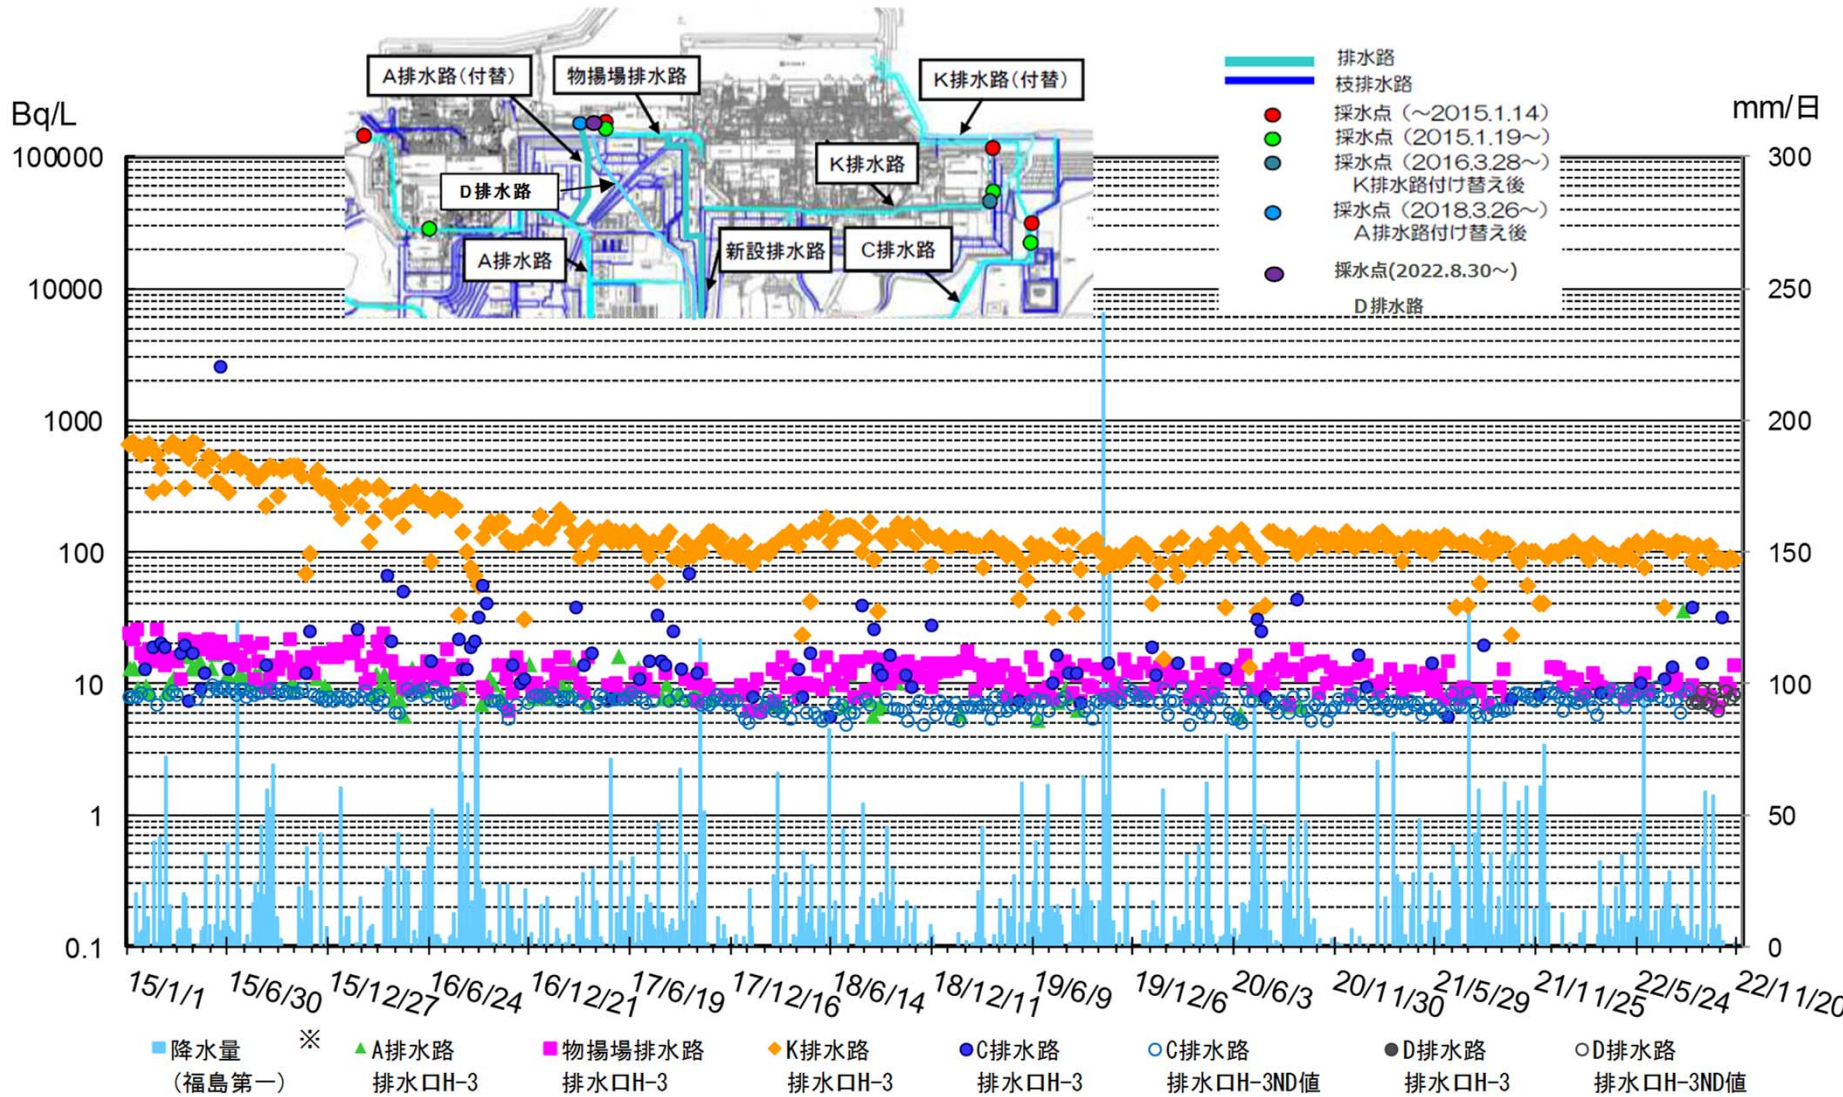 A排水路(付替)
物揚場排水路
K排水路(付替)
D排水路
K排水路
A排水路
新設排水路
C排水路
排水路
枝排水路
採水点（～2015.1.14）
採水点（2015.1.19～）
採水点（2016.3.28～）
K排水路付け替え後
採水点（2018.3.26～）
A排水路付け替え後
採水点(2022.8.30～)
D排水路
Bq/L
100000
10000
1000
100
10
1
0.1
mm/日
300
250
200
150
100
50
0
15/1/1
15/6/30
15/12/27
16/6/24
16/12/21
17/6/19
17/12/16
18/6/14
18/12/11
19/6/9
19/12/6
20/6/3
20/11/30
21/5/29
21/11/25
22/5/24
22/11/20
降水量
（福島第一）
※
A排水路
排水口H-3
物揚場排水路
排水口H-3
K排水路
排水口H-3
C排水路
排水口H-3
C排水路
排水口H-3ND値
D排水路
排水口H-3
D排水路
排水口H-3ND値